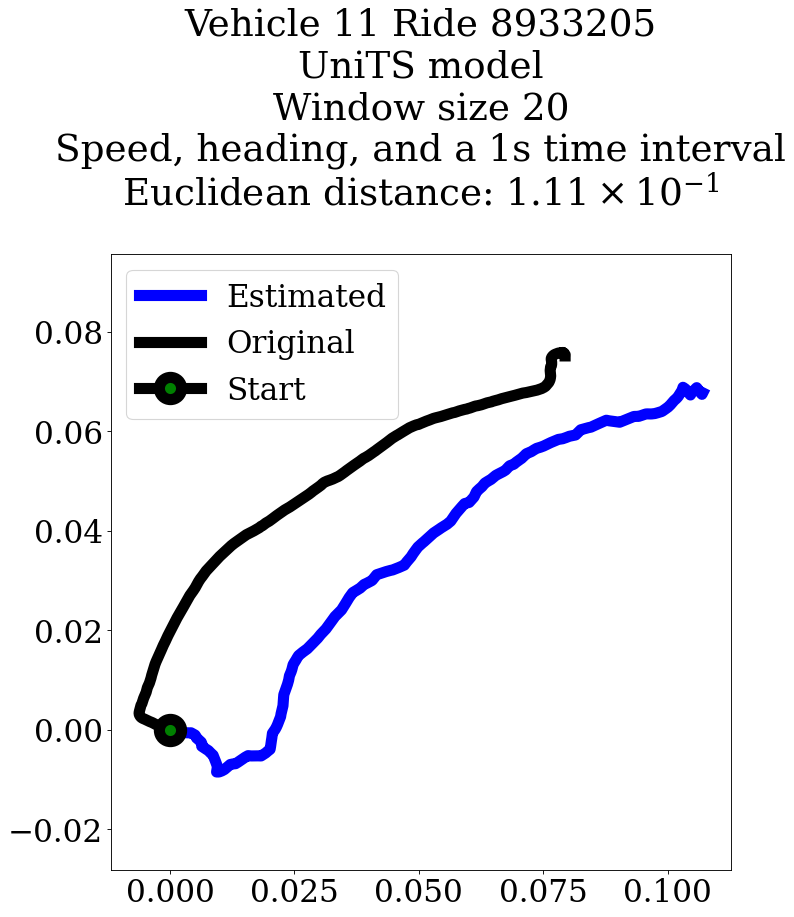 Vehicle 11 Ride 8933205
UniTS model
Window size 20
Speed, heading, and a 1s time interval
Euclidean distance: 1.11 × 10⁻¹
Estimated
Original
Start
0.08
0.06
0.04
0.02
0.00
−0.02
0.000 0.025 0.050 0.075 0.100